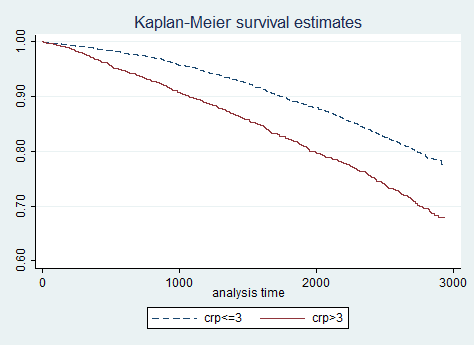 Kaplan-Meier survival estimates
1.00
0.90
0.80
0.70
0.60
0 1000 2000 3000
analysis time
crp<=3 crp>3